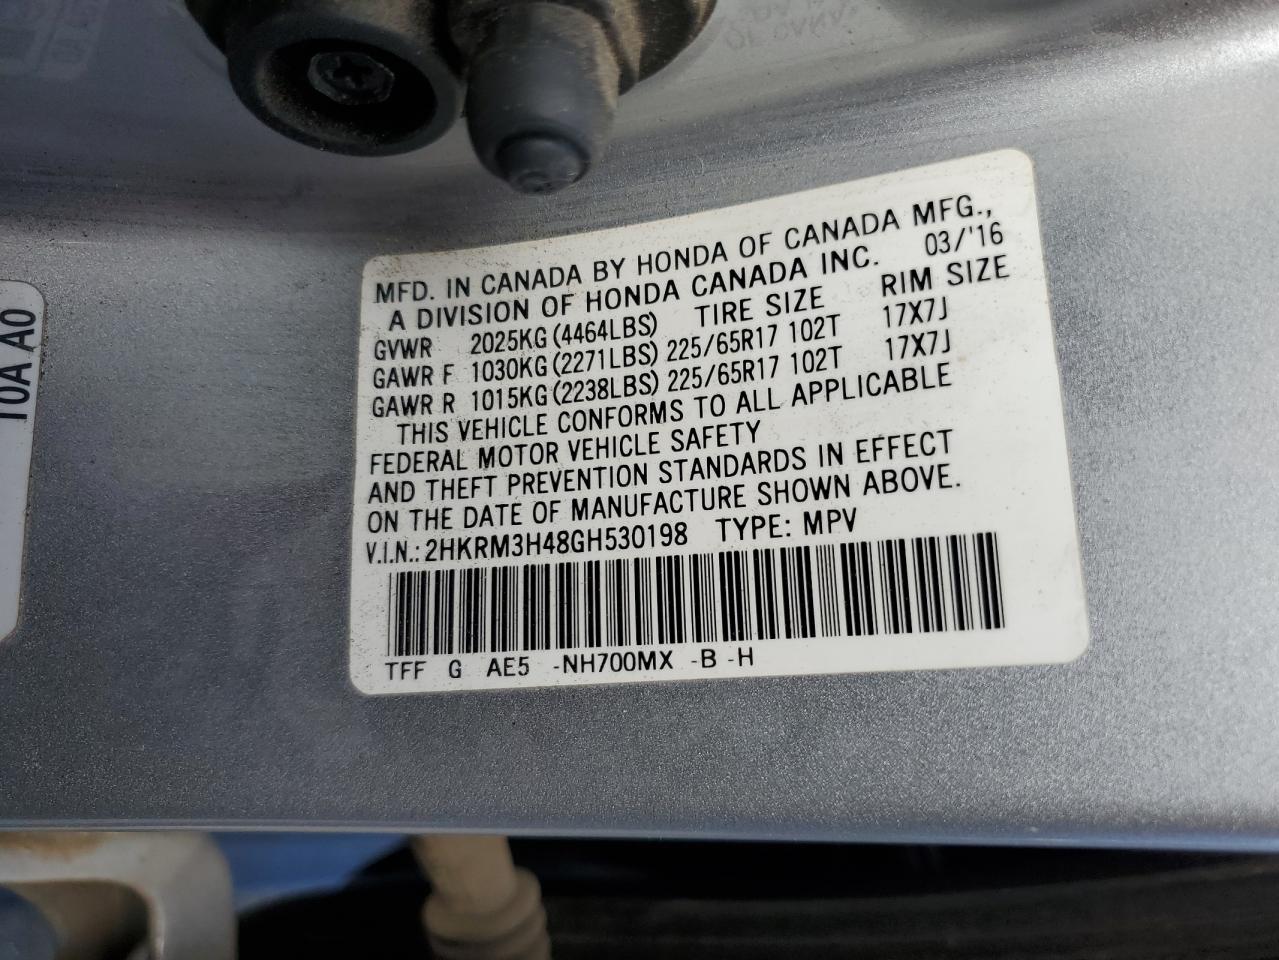 MFD. IN CANADA BY HONDA OF CANADA MFG.,
A DIVISION OF HONDA CANADA INC. 03/'16
GVWR 2025KG (4464LBS) TIRE SIZE RIM SIZE
GAWR F 1030KG (2271LBS) 225/65R17 102T 17X7J
GAWR R 1015KG (2238LBS) 225/65R17 102T 17X7J
THIS VEHICLE CONFORMS TO ALL APPLICABLE
FEDERAL MOTOR VEHICLE SAFETY
AND THEFT PREVENTION STANDARDS IN EFFECT
ON THE DATE OF MANUFACTURE SHOWN ABOVE.
V.I.N.: 2HKRM3H48GH530198 TYPE: MPV
TFF G AE5 -NH700MX -B -H
T0A A0